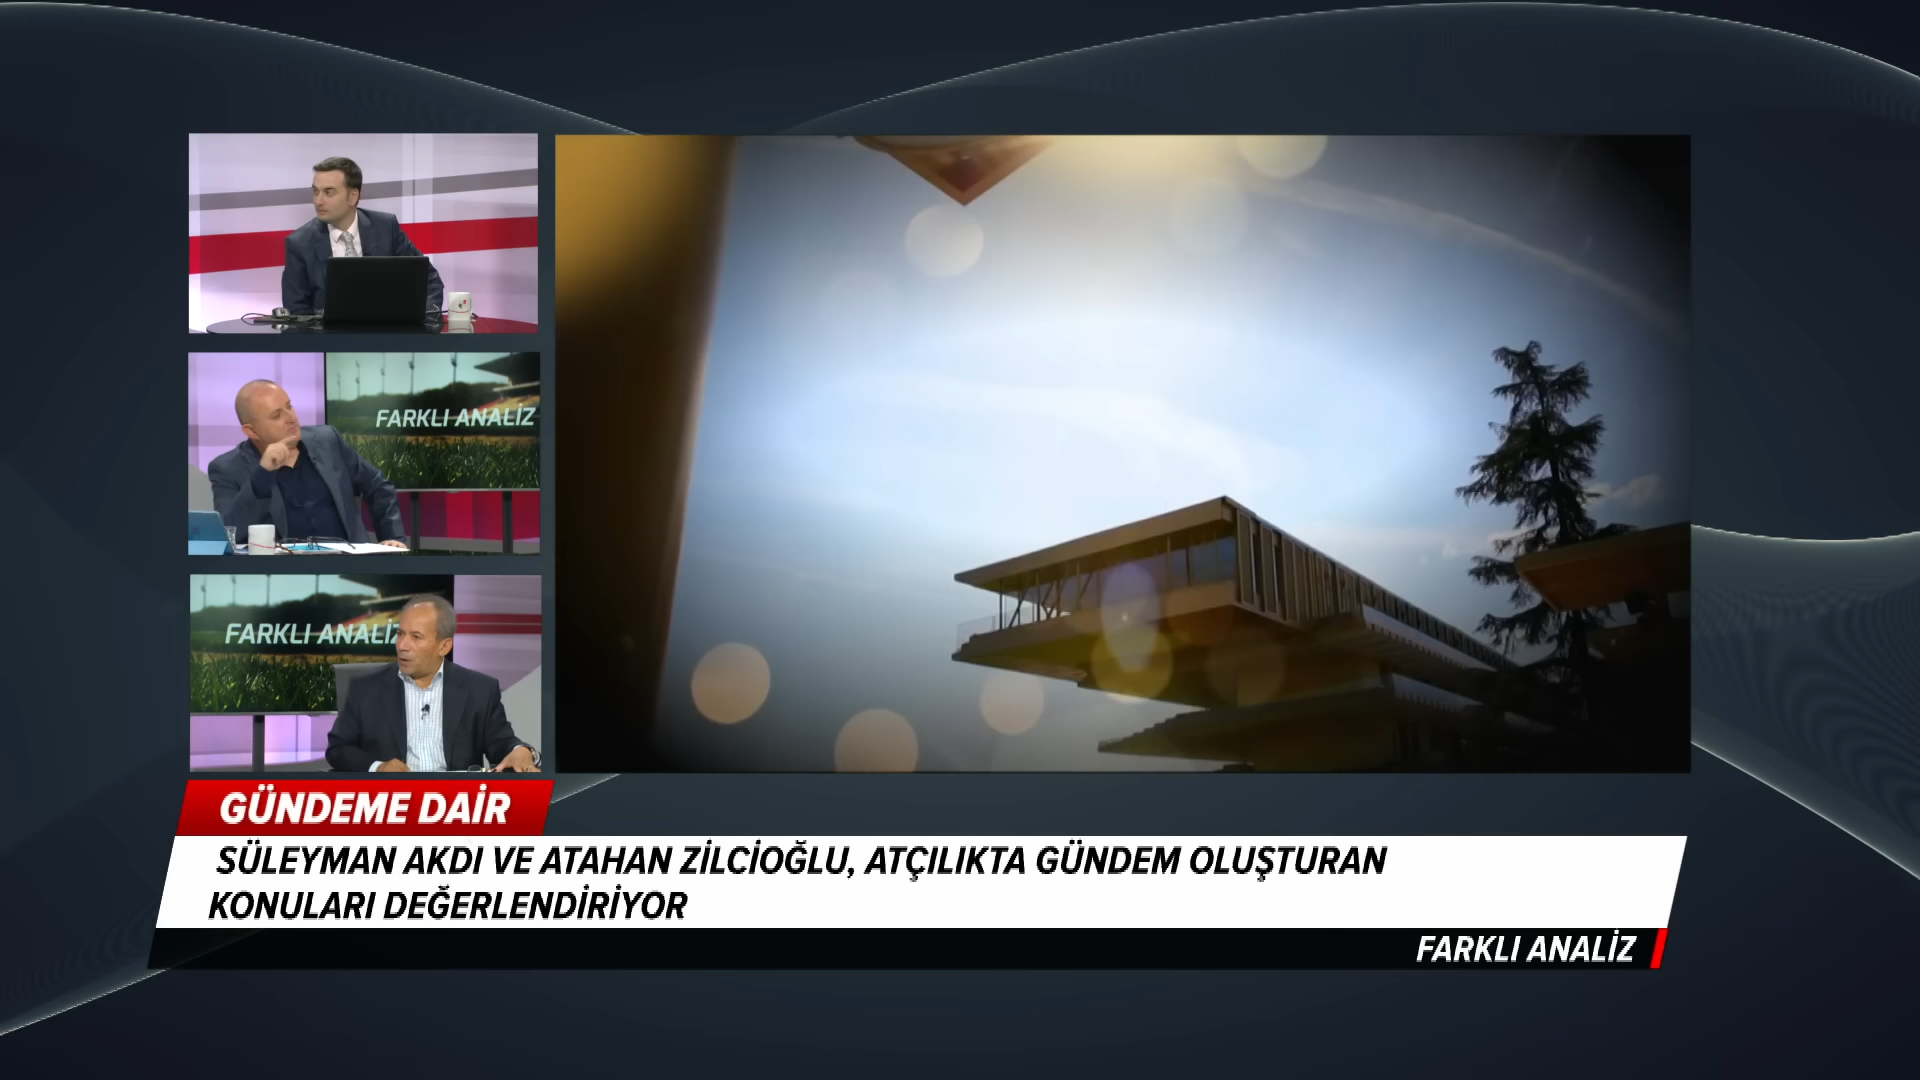 FARKLI ANALİZ
FARKLI ANALİZ
GÜNDEME DAİR
SÜLEYMAN AKDI VE ATAHAN ZİLCİOĞLU, ATÇILIKTA GÜNDEM OLUŞTURAN
KONULARI DEĞERLENDİRİYOR
FARKLI ANALİZ